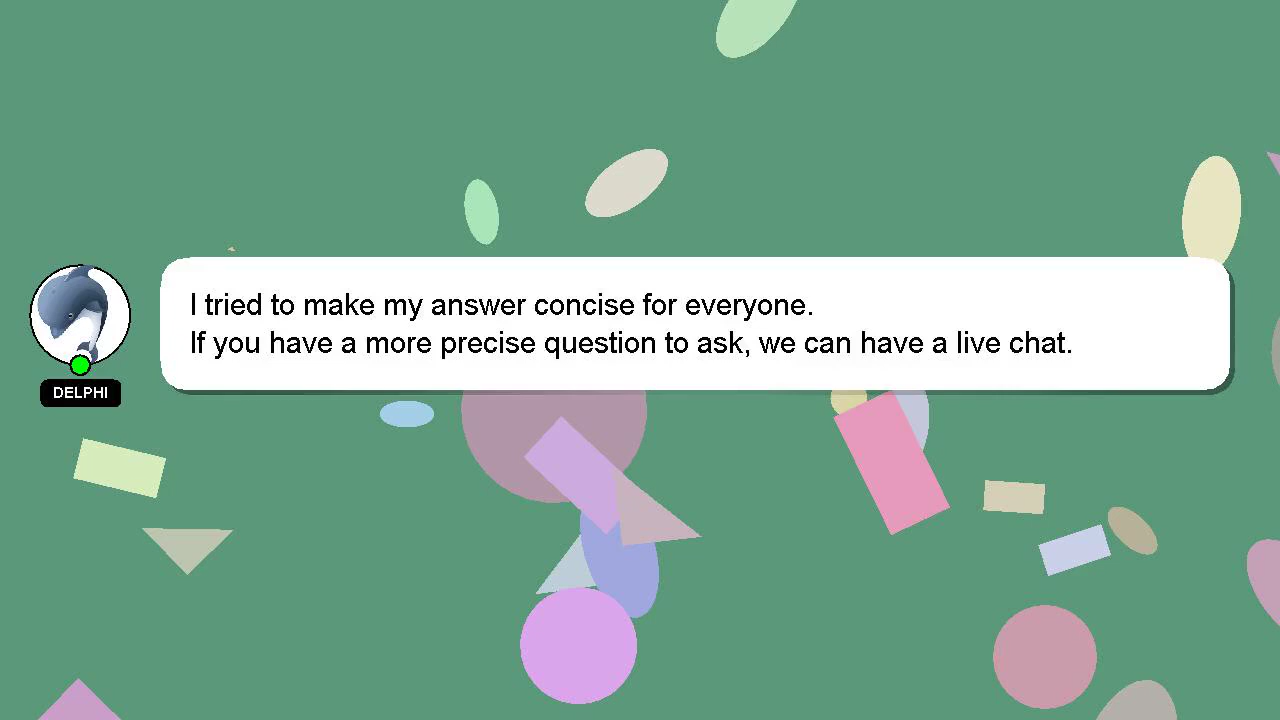 I tried to make my answer concise for everyone.
If you have a more precise question to ask, we can have a live chat.
DELPHI